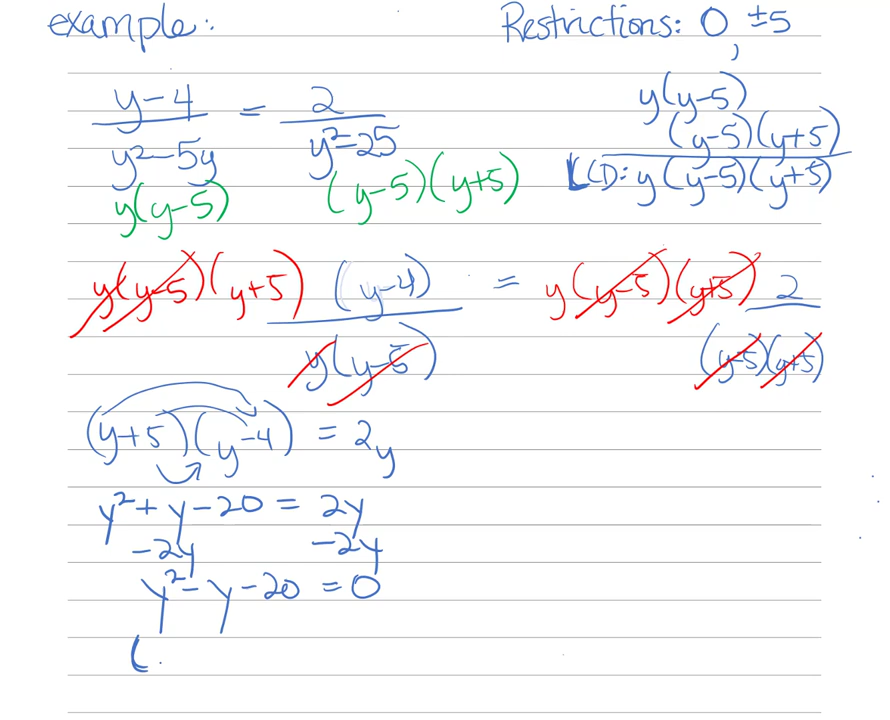 example:
Restrictions: 0, ±5
y-4 / y²-5y = 2 / y²-25
y(y-5)
(y-5)(y+5)
y(y-5)
(y-5)(y+5)
LCD: y(y-5)(y+5)
y(y-5)(y+5) (y-4) / y(y-5) = y(y-5)(y+5) 2 / (y-5)(y+5)
(y+5)(y-4) = 2y
y²+y-20 = 2y
-2y -2y
y²-y-20 = 0
(